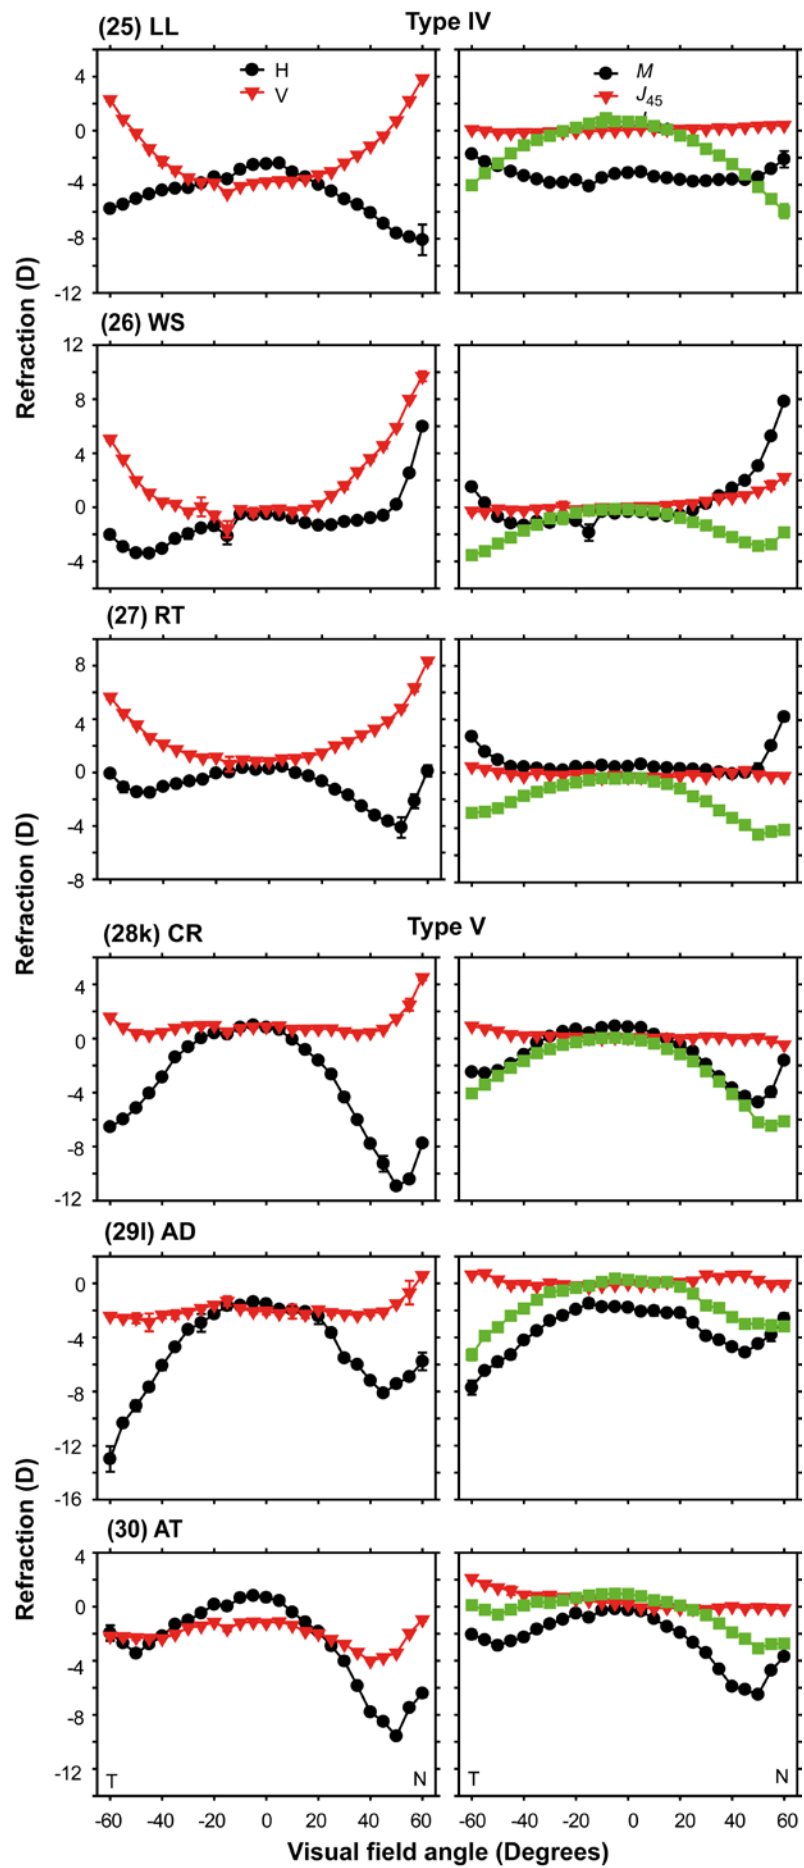 (25) LL Type IV
H
V
M
J45
4
0
-4
-8
-12
(26) WS
12
8
4
0
-4
Refraction (D)
(27) RT
8
4
0
-4
-8
Refraction (D)
(28k) CR Type V
4
0
-4
-8
-12
(29l) AD
0
-4
-8
-12
-16
Refraction (D)
(30) AT
4
0
-4
-8
-12
T N T N
-60 -40 -20 0 20 40 60 -60 -40 -20 0 20 40 60
Visual field angle (Degrees)